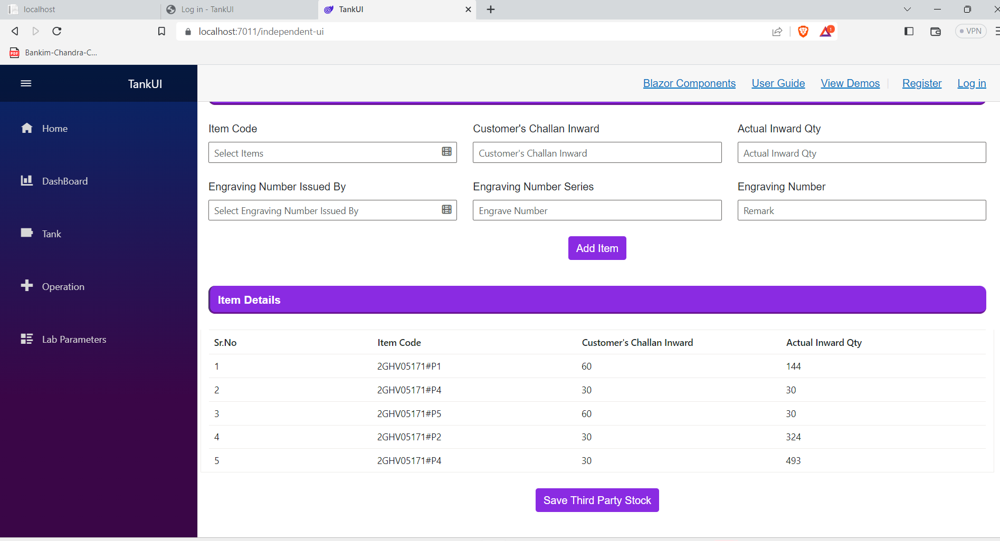 localhost
Log in - TankUI
TankUI
localhost:7011/independent-ui
1
VPN
PDF
Bankim-Chandra-C...
TankUI
Blazor Components
User Guide
View Demos
Register
Log in
Home
DashBoard
Tank
Operation
Lab Parameters
Item Code
Customer's Challan Inward
Actual Inward Qty
Select Items
Customer's Challan Inward
Actual Inward Qty
Engraving Number Issued By
Engraving Number Series
Engraving Number
Select Engraving Number Issued By
Engrave Number
Remark
Add Item
Item Details
Sr.No Item Code Customer's Challan Inward Actual Inward Qty
1 2GHV05171#P1 60 144
2 2GHV05171#P4 30 30
3 2GHV05171#P5 60 30
4 2GHV05171#P2 30 324
5 2GHV05171#P4 30 493
Save Third Party Stock